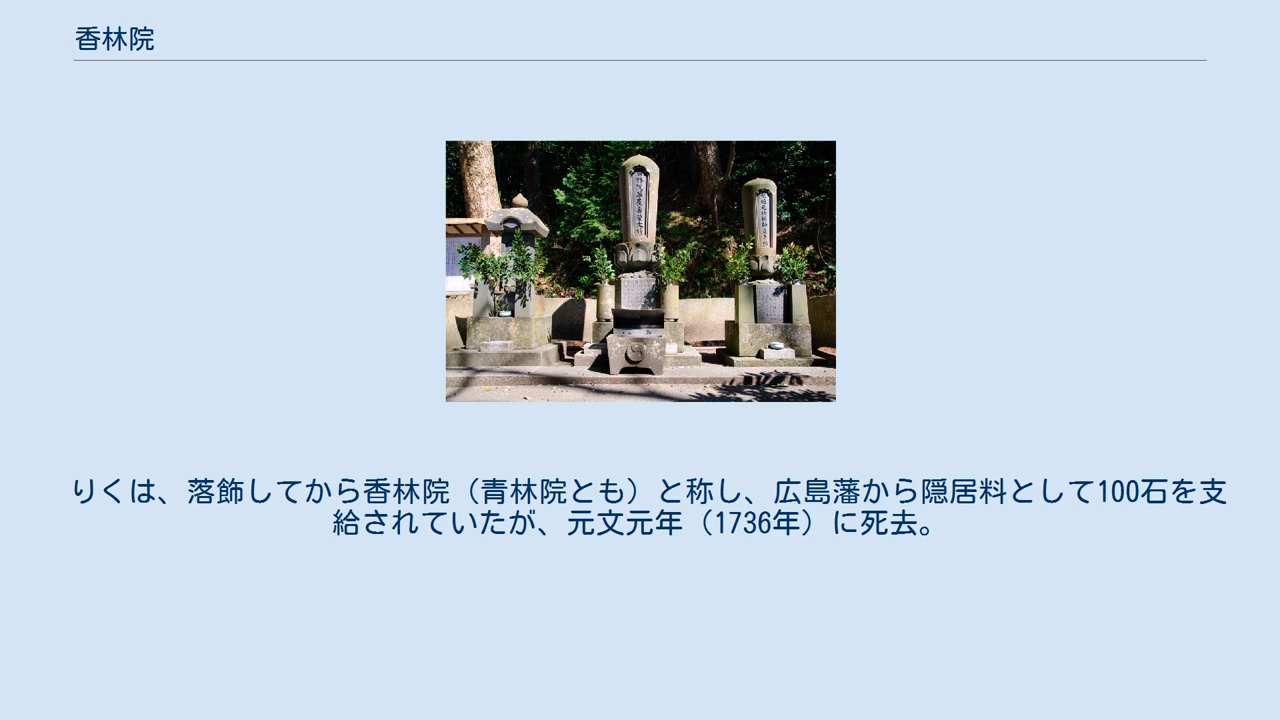 香林院
りくは、落飾してから香林院（青林院とも）と称し、広島藩から隠居料として100石を支
給されていたが、元文元年（1736年）に死去。